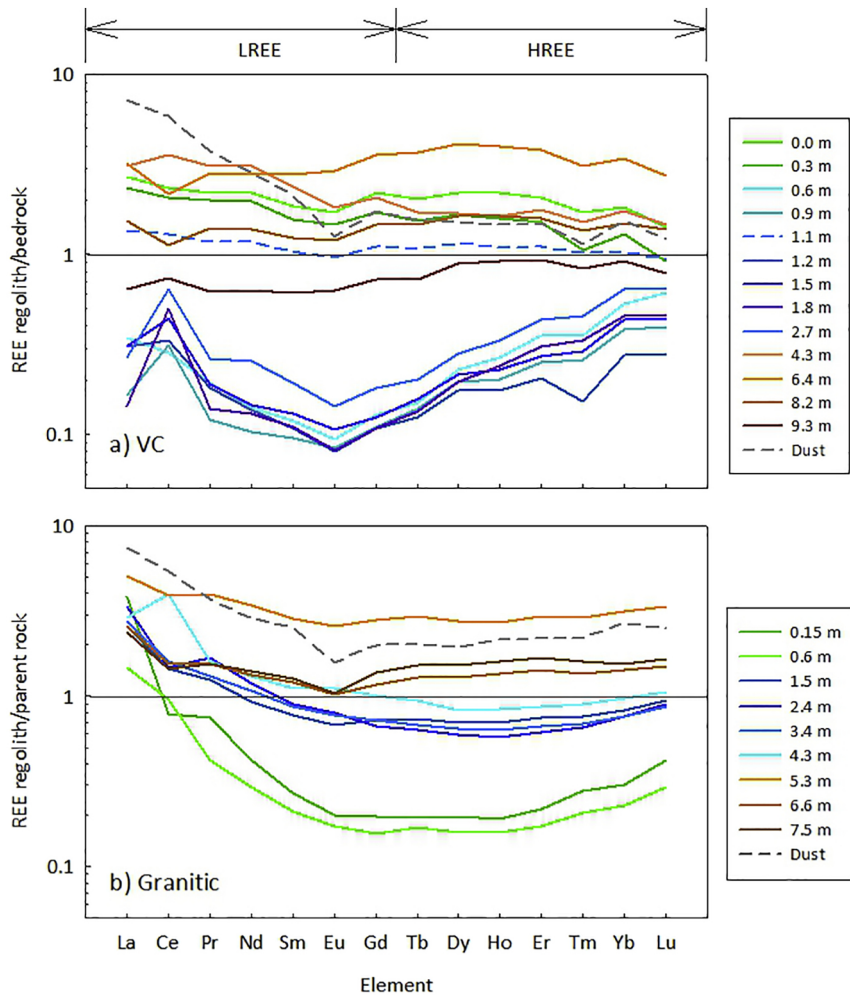 LREE HREE
10
1
0.1
REE regolith/bedrock
a) VC
0.0 m
0.3 m
0.6 m
0.9 m
1.1 m
1.2 m
1.5 m
1.8 m
2.7 m
4.3 m
6.4 m
8.2 m
9.3 m
Dust
10
1
0.1
REE regolith/parent rock
b) Granitic
0.15 m
0.6 m
1.5 m
2.4 m
3.4 m
4.3 m
5.3 m
6.6 m
7.5 m
Dust
La Ce Pr Nd Sm Eu Gd Tb Dy Ho Er Tm Yb Lu
Element